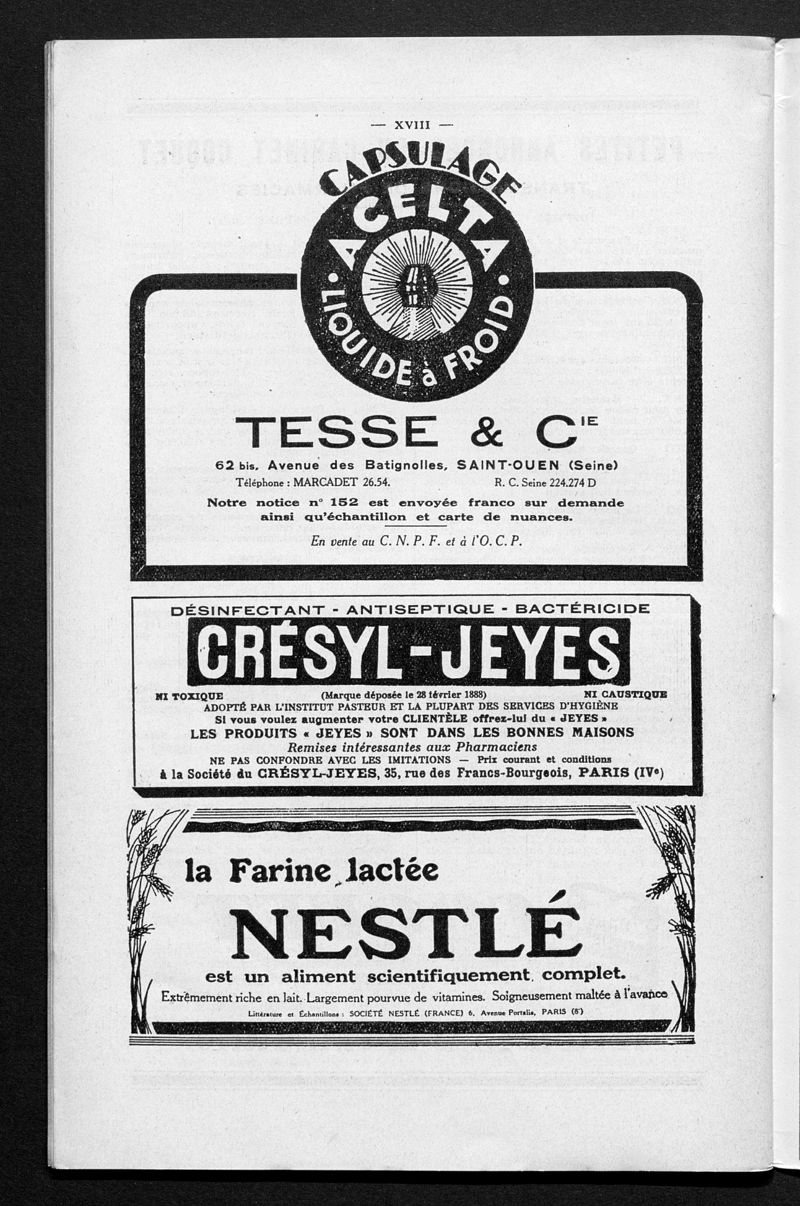 — XVIII —
CAPSULAGE
ACELTA
• LIQUIDE à FROID •
TESSE & CIE
62 bis, Avenue des Batignolles, SAINT-OUEN (Seine)
Téléphone : MARCADET 26.54. R. C. Seine 224.274 D
Notre notice n° 152 est envoyée franco sur demande
ainsi qu'échantillon et carte de nuances.
En vente au C. N. P. F. et à l'O. C. P.
DÉSINFECTANT - ANTISEPTIQUE - BACTÉRICIDE
CRÉSYL-JEYES
NI TOXIQUE (Marque déposée le 28 février 1888) NI CAUSTIQUE
ADOPTÉ PAR L'INSTITUT PASTEUR ET LA PLUPART DES SERVICES D'HYGIÈNE
Si vous voulez augmenter votre CLIENTÈLE offrez-lui du « JEYES »
LES PRODUITS « JEYES » SONT DANS LES BONNES MAISONS
Remises intéressantes aux Pharmaciens
NE PAS CONFONDRE AVEC LES IMITATIONS — Prix courant et conditions
à la Société du CRÉSYL-JEYES, 35, rue des Francs-Bourgeois, PARIS (IVe)
la Farine lactée
NESTLÉ
est un aliment scientifiquement complet.
Extrêmement riche en lait. Largement pourvue de vitamines. Soigneusement maltée à l'avance
Littérature et Échantillons : SOCIÉTÉ NESTLÉ (FRANCE) 6, Avenue Portalis, PARIS (8e)